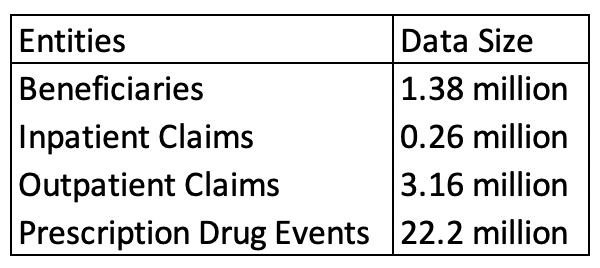 Entities Data Size
Beneficiaries 1.38 million
Inpatient Claims 0.26 million
Outpatient Claims 3.16 million
Prescription Drug Events 22.2 million